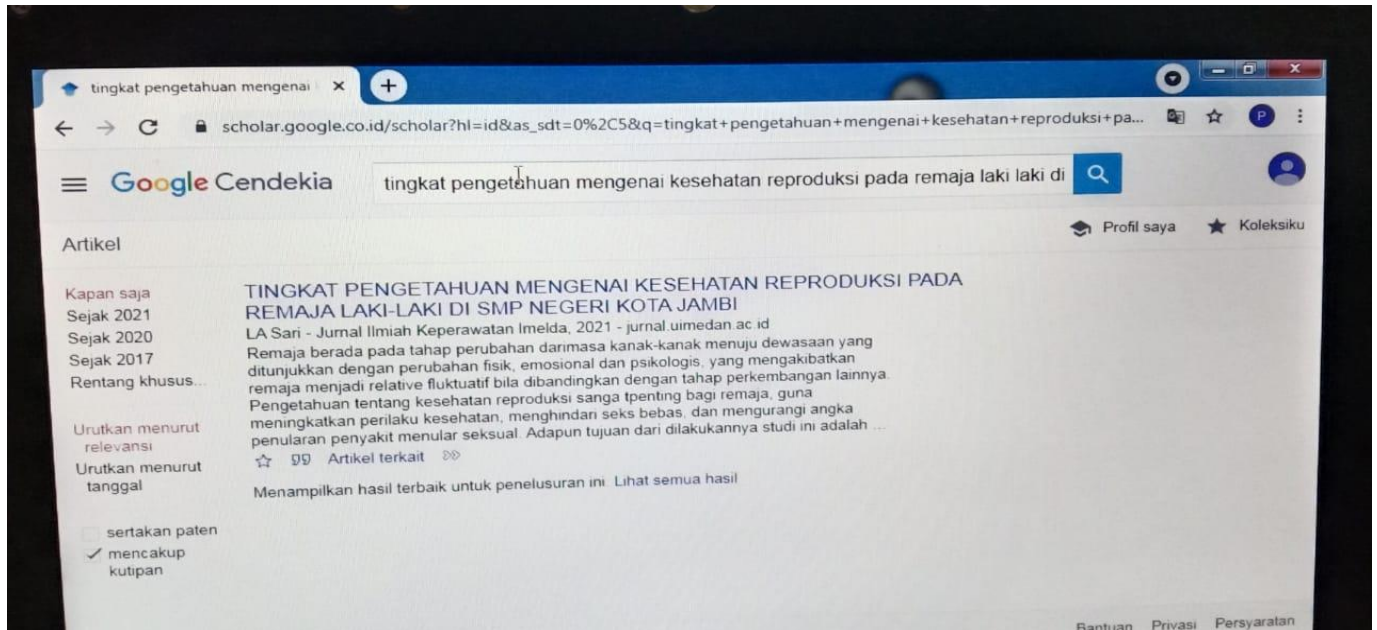 tingkat pengetahuan mengenai
scholar.google.co.id/scholar?hl=id&as_sdt=0%2C5&q=tingkat+pengetahuan+mengenai+kesehatan+reproduksi+pa...
P
Google Cendekia
tingkat pengetahuan mengenai kesehatan reproduksi pada remaja laki laki di
Artikel
Profil saya
Koleksiku
Kapan saja
Sejak 2021
Sejak 2020
Sejak 2017
Rentang khusus...
Urutkan menurut
relevansi
Urutkan menurut
tanggal
sertakan paten
mencakup
kutipan
TINGKAT PENGETAHUAN MENGENAI KESEHATAN REPRODUKSI PADA
REMAJA LAKI-LAKI DI SMP NEGERI KOTA JAMBI
LA Sari - Jurnal Ilmiah Keperawatan Imelda, 2021 - jurnal.uimedan.ac.id
Remaja berada pada tahap perubahan darimasa kanak-kanak menuju dewasaan yang
ditunjukkan dengan perubahan fisik, emosional dan psikologis, yang mengakibatkan
remaja menjadi relative fluktuatif bila dibandingkan dengan tahap perkembangan lainnya.
Pengetahuan tentang kesehatan reproduksi sanga tpenting bagi remaja, guna
meningkatkan perilaku kesehatan, menghindari seks bebas, dan mengurangi angka
penularan penyakit menular seksual. Adapun tujuan dari dilakukannya studi ini adalah ...
Artikel terkait
Menampilkan hasil terbaik untuk penelusuran ini. Lihat semua hasil
Bantuan Privasi Persyaratan